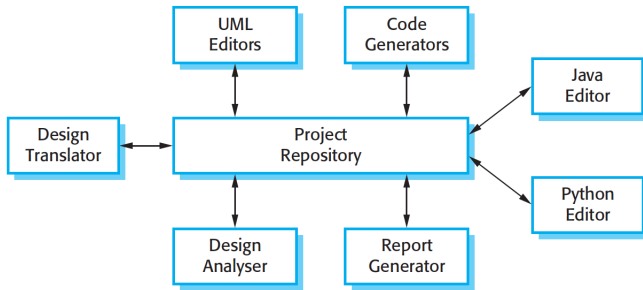 UML
Editors
Code
Generators
Java
Editor
Design
Translator
Project
Repository
Python
Editor
Design
Analyser
Report
Generator